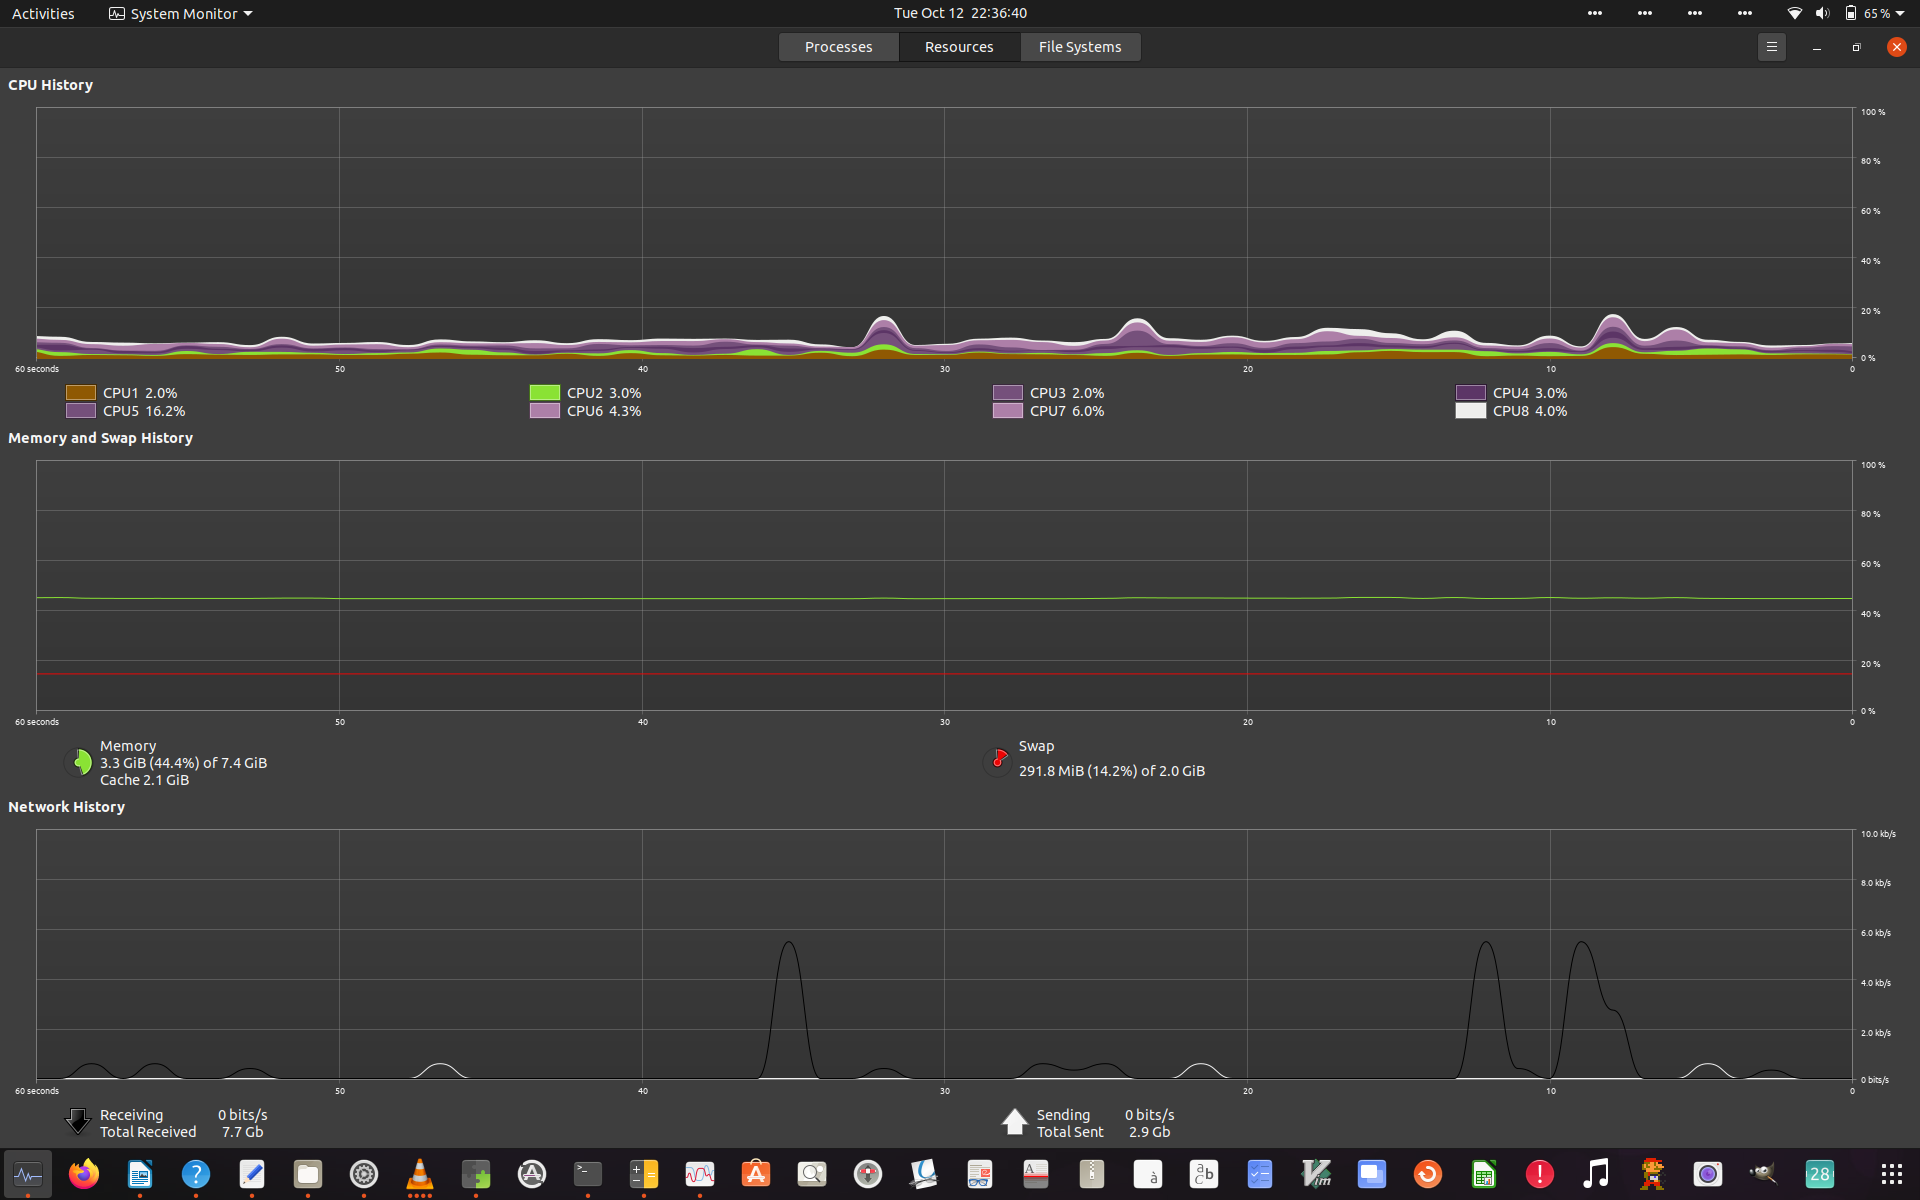 Activities System Monitor Tue Oct 12 22:36:40 65 %
Processes Resources File Systems
CPU History
100 %
80 %
60 %
40 %
20 %
0 %
60 seconds 50 40 30 20 10 0
CPU1 2.0% CPU2 3.0% CPU3 2.0% CPU4 3.0%
CPU5 16.2% CPU6 4.3% CPU7 6.0% CPU8 4.0%
Memory and Swap History
100 %
80 %
60 %
40 %
20 %
0 %
60 seconds 50 40 30 20 10 0
Memory Swap
3.3 GiB (44.4%) of 7.4 GiB 291.8 MiB (14.2%) of 2.0 GiB
Cache 2.1 GiB
Network History
10.0 kb/s
8.0 kb/s
6.0 kb/s
4.0 kb/s
2.0 kb/s
0 bits/s
60 seconds 50 40 30 20 10 0
Receiving 0 bits/s Sending 0 bits/s
Total Received 7.7 Gb Total Sent 2.9 Gb
? >_ A à ab c Vim ! 28